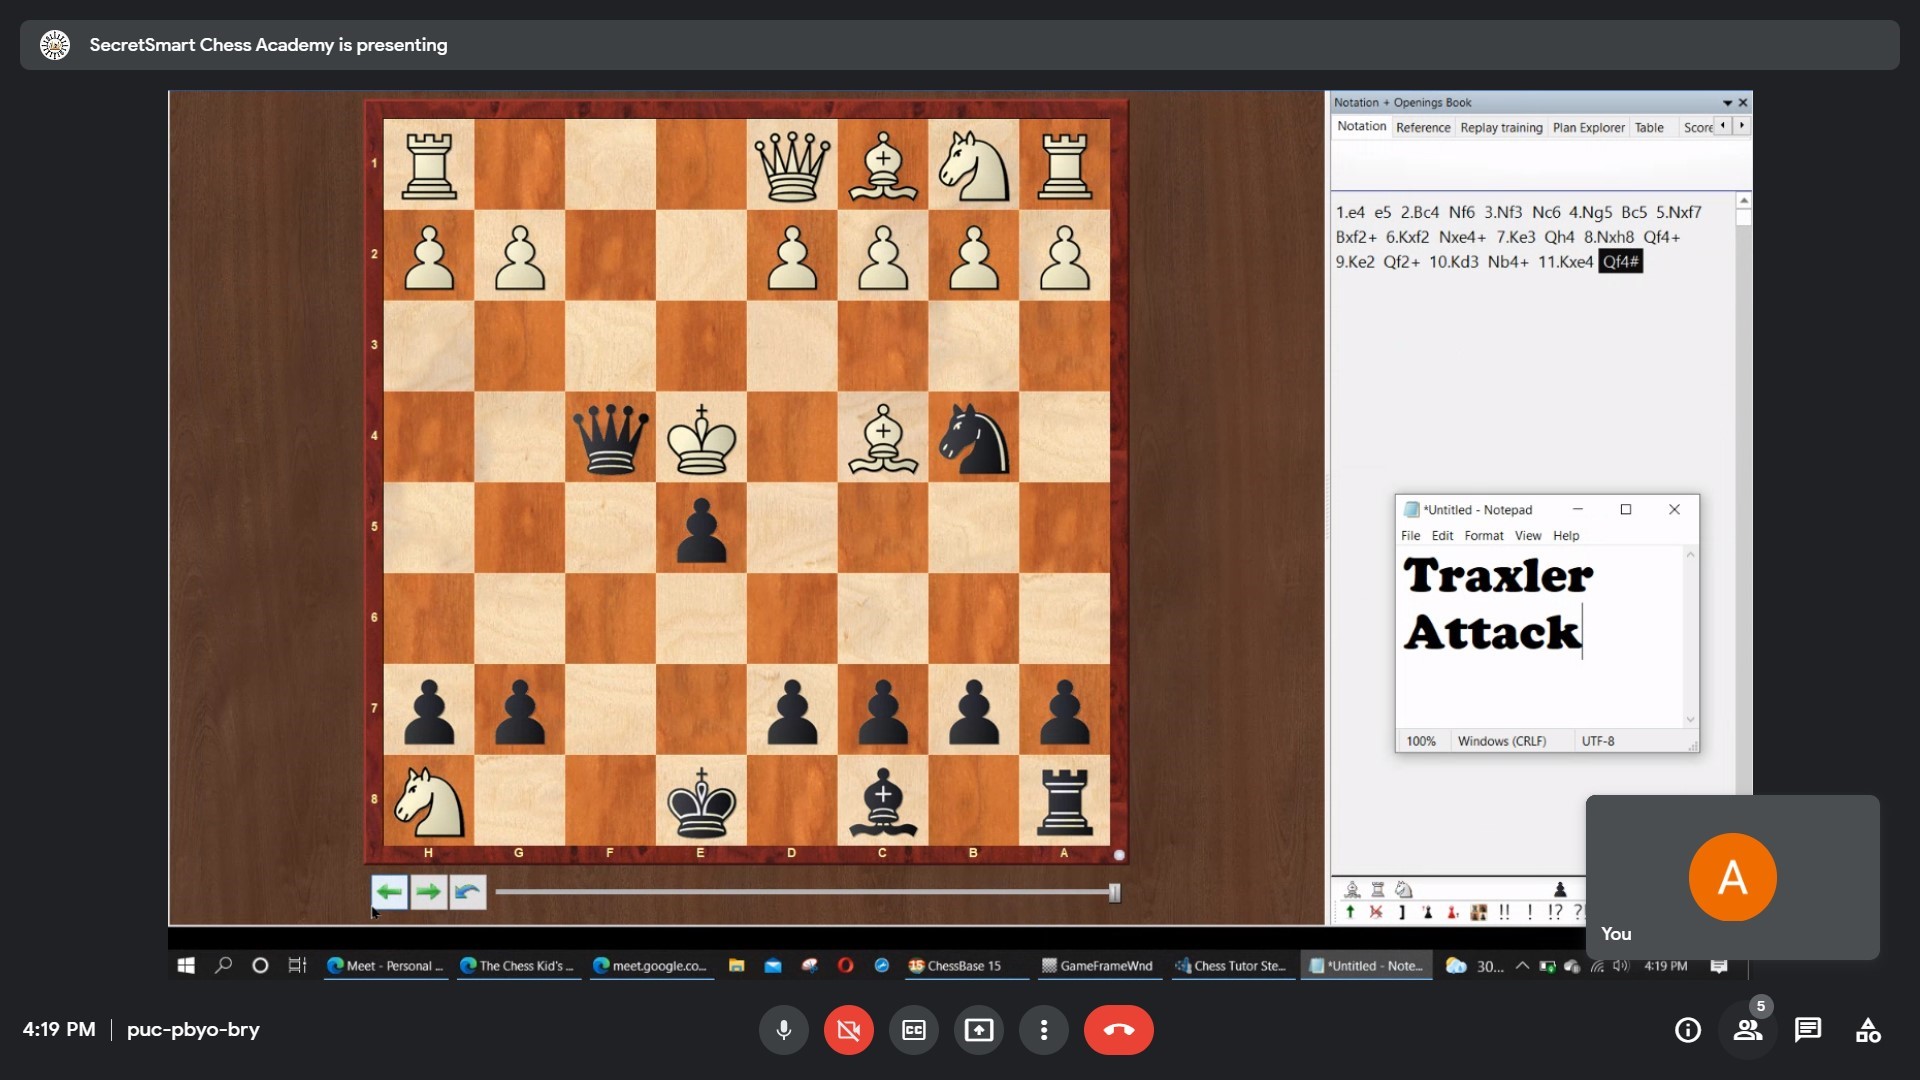 SecretSmart Chess Academy is presenting
Notation + Openings Book
Notation Reference Replay training Plan Explorer Table Score
1.e4 e5 2.Bc4 Nf6 3.Nf3 Nc6 4.Ng5 Bc5 5.Nxf7
Bxf2+ 6.Kxf2 Nxe4+ 7.Ke3 Qh4 8.Nxh8 Qf4+
9.Ke2 Qf2+ 10.Kd3 Nb4+ 11.Kxe4 Qf4#
1
2
3
4
5
6
7
8
H G F E D C B A
*Untitled - Notepad
File Edit Format View Help
Traxler
Attack
100% Windows (CRLF) UTF-8
!! ! !? ?!
A
You
Meet - Personal ... The Chess Kid's ... meet.google.co... 15 ChessBase 15 GameFrameWnd Chess Tutor Ste... *Untitled - Note... 30... 4:19 PM
4:19 PM | puc-pbyo-bry
CC
5